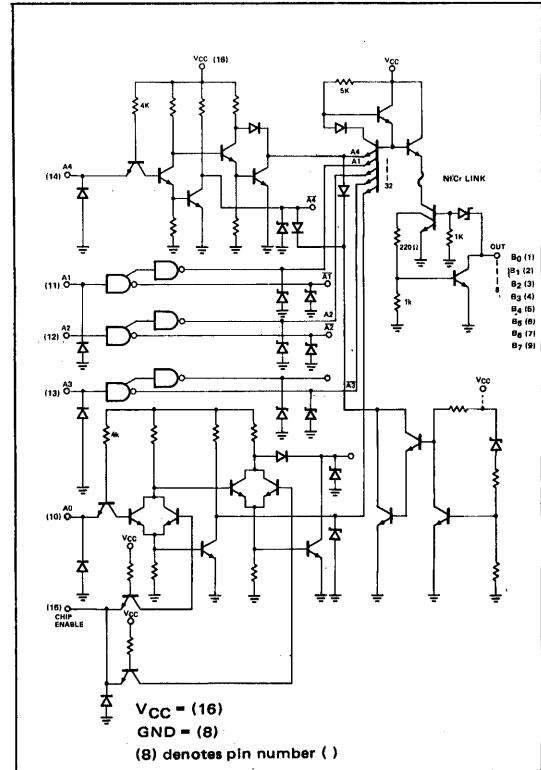 VCC (16)
VCC
4K
5K
A4
(14)
A4
A1
32
Ni/Cr LINK
A4
220Ω
1K
OUT
1k
8
B0 (1)
B1 (2)
B2 (3)
B3 (4)
B4 (5)
B5 (6)
B6 (7)
B7 (9)
A1
(11)
A1
A2
(12)
A2
A2
A3
(13)
A3
VCC
4k
A0
(10)
VCC
(15)
CHIP
ENABLE
VCC
VCC = (16)
GND = (8)
(8) denotes pin number ( )